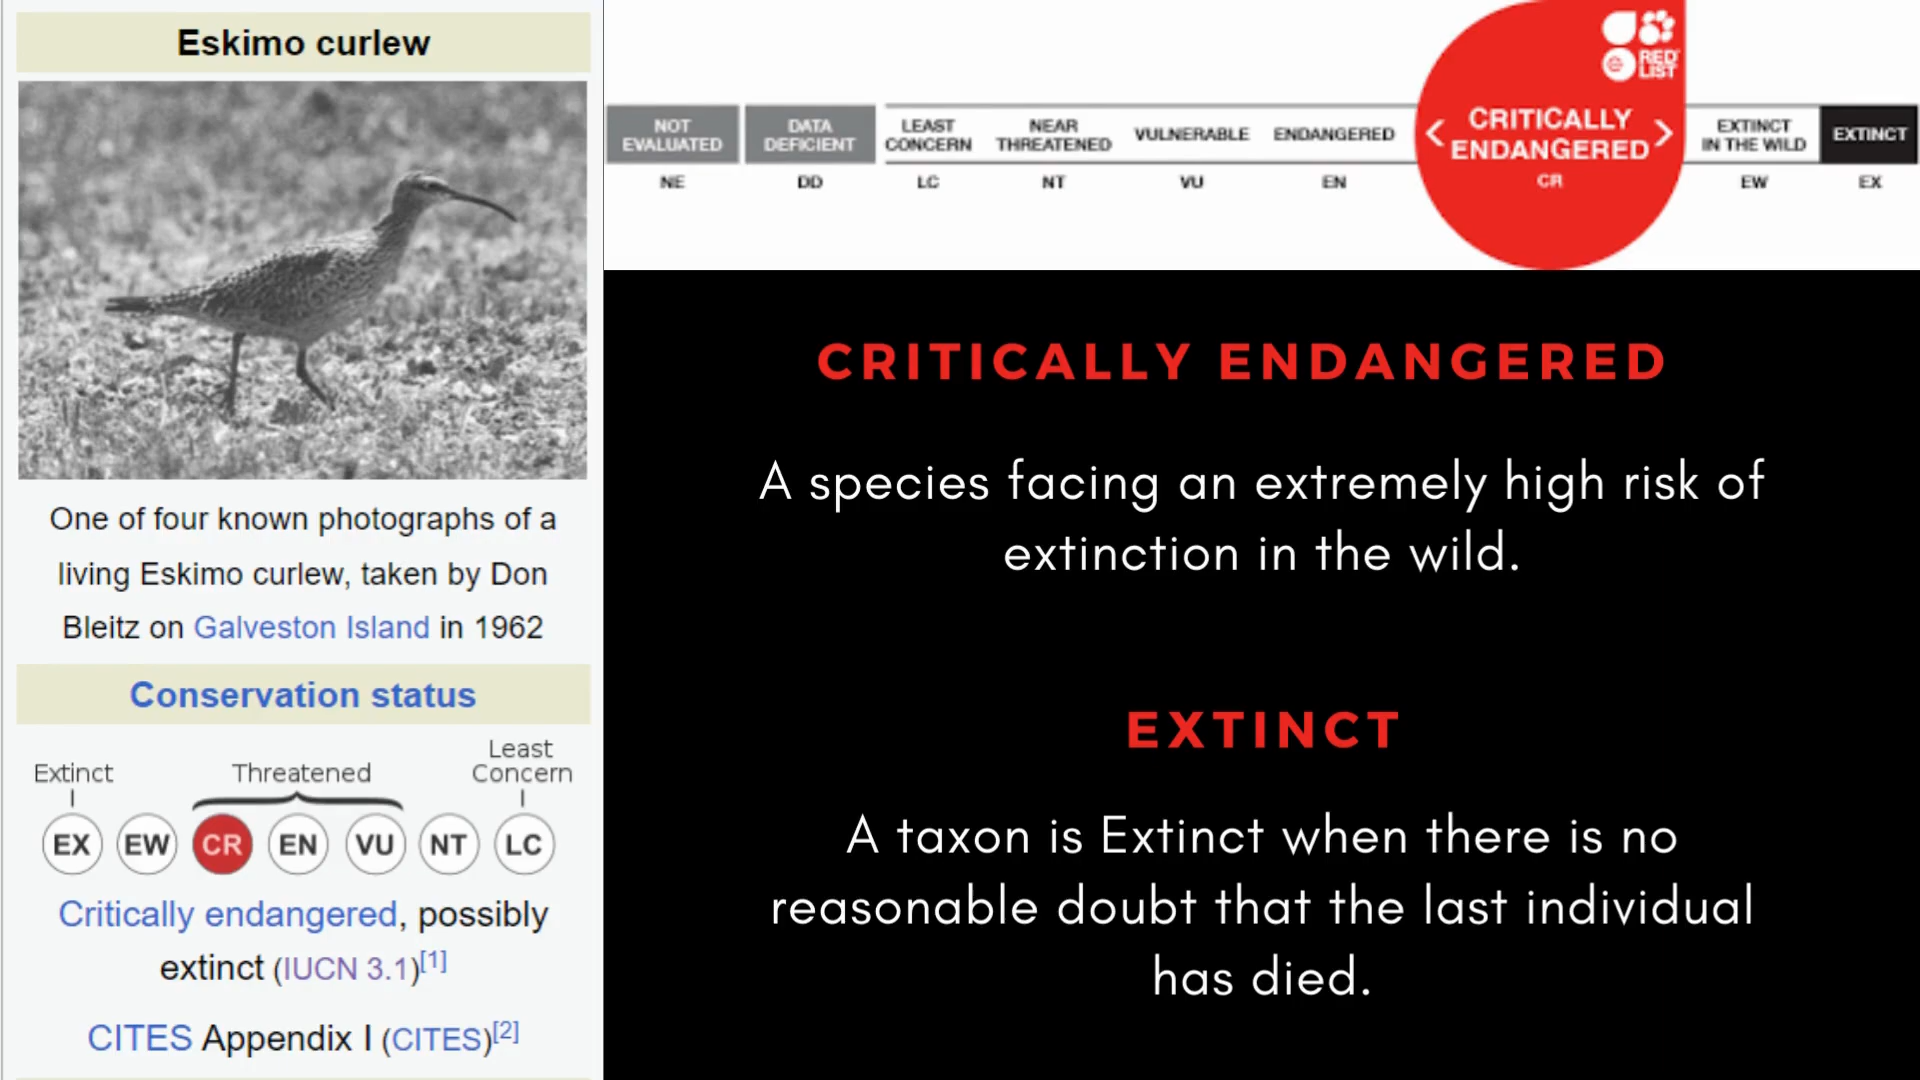 Eskimo curlew
One of four known photographs of a
living Eskimo curlew, taken by Don
Bleitz on Galveston Island in 1962
Conservation status
Extinct
Threatened
Least
Concern
EX EW CR EN VU NT LC
Critically endangered, possibly
extinct (IUCN 3.1)[1]
CITES Appendix I (CITES)[2]
RED
LIST
NOT
EVALUATED
DATA
DEFICIENT
LEAST
CONCERN
NEAR
THREATENED
VULNERABLE
ENDANGERED
< CRITICALLY >
ENDANGERED
EXTINCT
IN THE WILD
EXTINCT
NE DD LC NT VU EN CR EW EX
CRITICALLY ENDANGERED
A species facing an extremely high risk of
extinction in the wild.
EXTINCT
A taxon is Extinct when there is no
reasonable doubt that the last individual
has died.